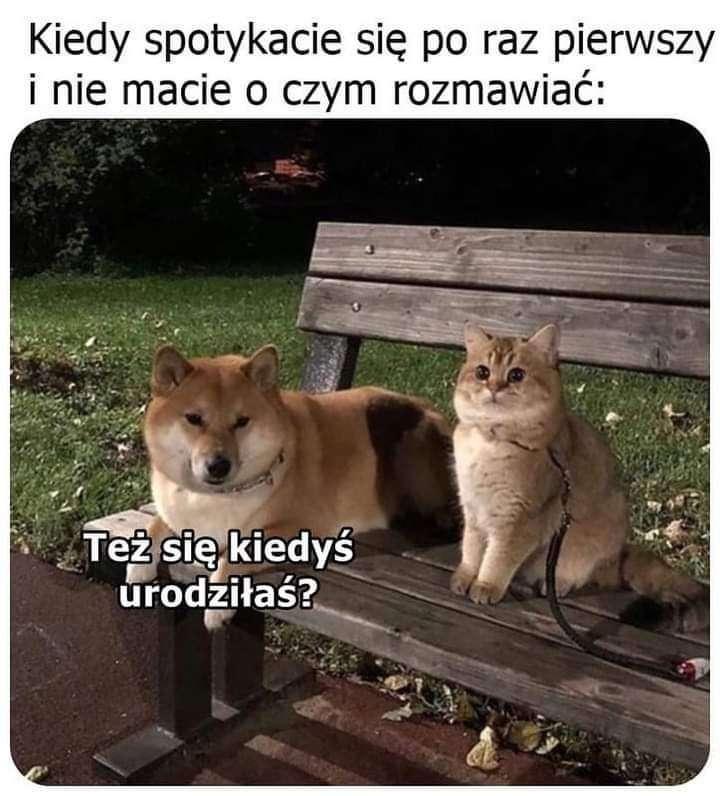 Kiedy spotykacie się po raz pierwszy
i nie macie o czym rozmawiać:
Też się kiedyś
urodziłaś?